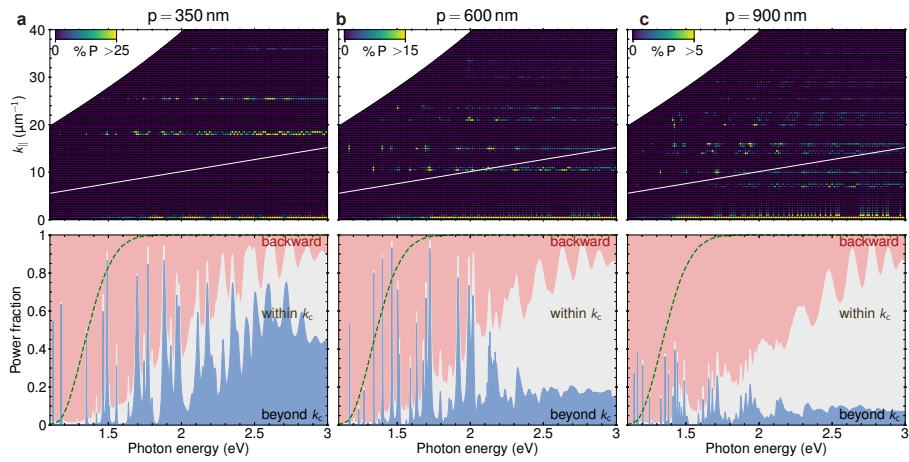 a p = 350 nm b p = 600 nm c p = 900 nm
0 % P >25 0 % P >15 0 % P >5
40
30
20
10
0
k∥ (μm⁻¹)
1
0.8
0.6
0.4
0.2
0
Power fraction
backward backward backward
within kc within kc within kc
beyond kc beyond kc beyond kc
1.5 2 2.5 3 1.5 2 2.5 3 1.5 2 2.5 3
Photon energy (eV) Photon energy (eV) Photon energy (eV)